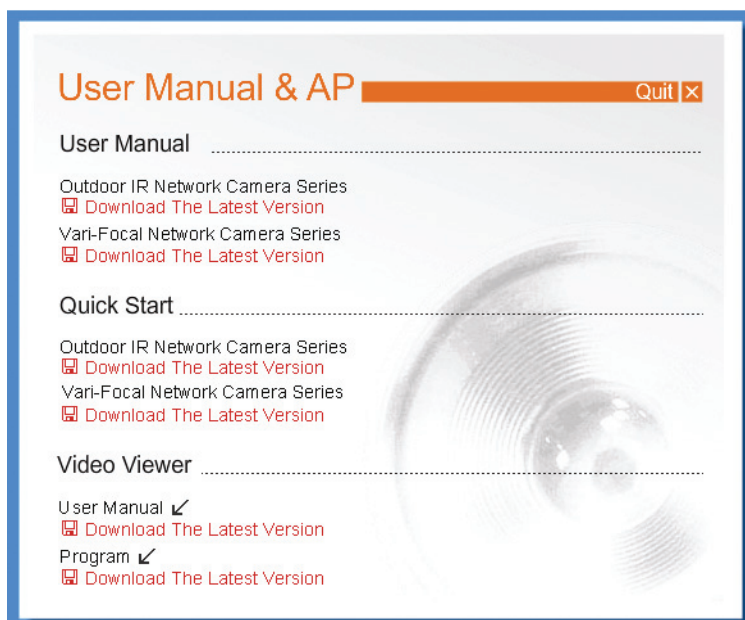 User Manual & AP
Quit
User Manual
Outdoor IR Network Camera Series
Download The Latest Version
Vari-Focal Network Camera Series
Download The Latest Version
Quick Start
Outdoor IR Network Camera Series
Download The Latest Version
Vari-Focal Network Camera Series
Download The Latest Version
Video Viewer
User Manual
Download The Latest Version
Program
Download The Latest Version